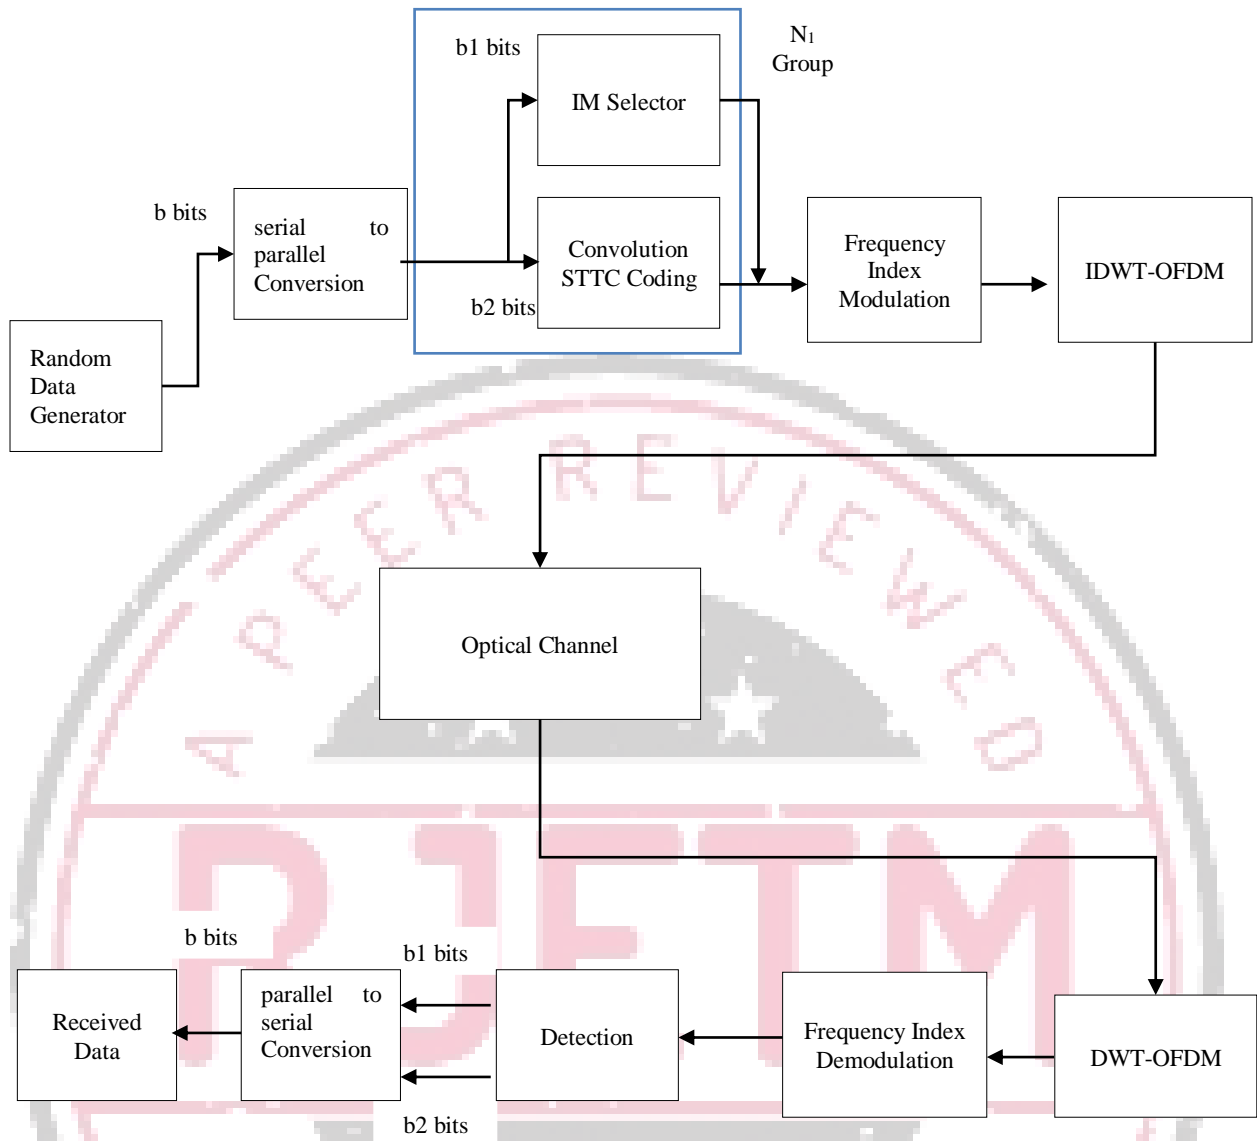 b1 bits
N1
Group
IM Selector
b bits
serial to
parallel
Conversion
Convolution
STTC Coding
b2 bits
Frequency
Index
Modulation
IDWT-OFDM
Random
Data
Generator
A PEER REVIEWED
Optical Channel
RJETM
b bits
b1 bits
Received
Data
parallel to
serial
Conversion
Detection
Frequency Index
Demodulation
DWT-OFDM
b2 bits